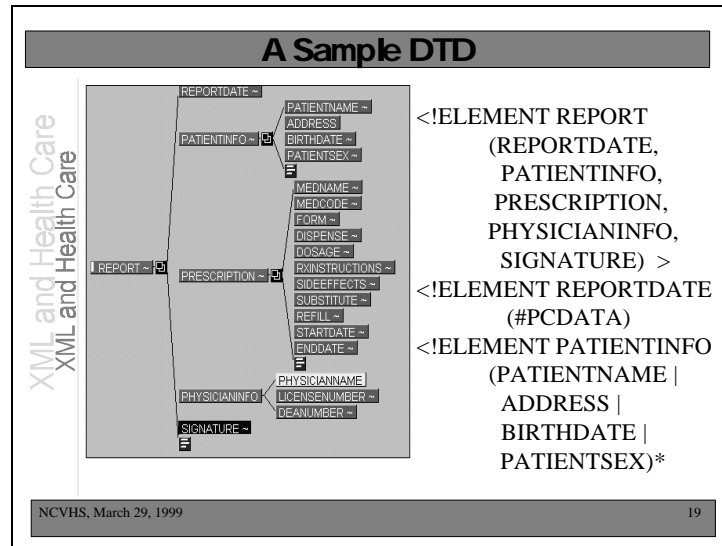 A Sample DTD
XML and Health Care
XML and Health Care
REPORT ~
REPORTDATE ~
PATIENTINFO ~
PATIENTNAME ~
ADDRESS
BIRTHDATE ~
PATIENTSEX ~
PRESCRIPTION ~
MEDNAME ~
MEDCODE ~
FORM ~
DISPENSE ~
DOSAGE ~
RXINSTRUCTIONS ~
SIDEEFFECTS ~
SUBSTITUTE ~
REFILL ~
STARTDATE ~
ENDDATE ~
PHYSICIANINFO
PHYSICIANNAME
LICENSENUMBER ~
DEANUMBER ~
SIGNATURE ~
<!ELEMENT REPORT
(REPORTDATE,
PATIENTINFO,
PRESCRIPTION,
PHYSICIANINFO,
SIGNATURE) >
<!ELEMENT REPORTDATE
(#PCDATA)
<!ELEMENT PATIENTINFO
(PATIENTNAME |
ADDRESS |
BIRTHDATE |
PATIENTSEX)*
NCVHS, March 29, 1999
19